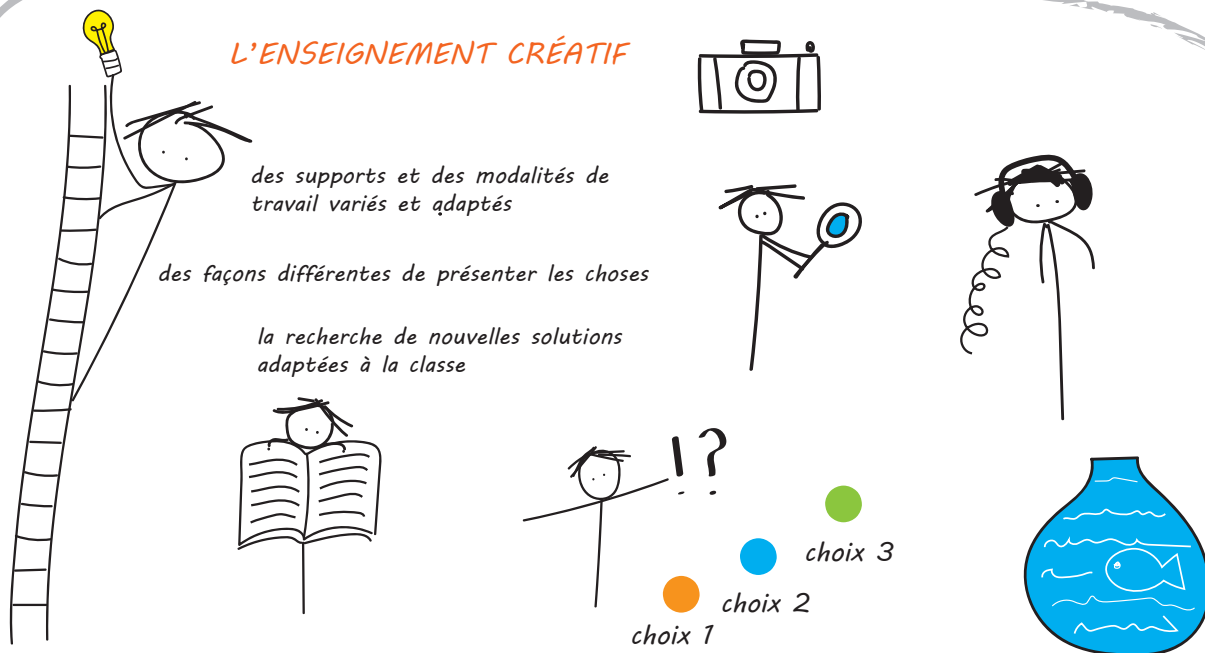 L'ENSEIGNEMENT CRÉATIF
des supports et des modalités de
travail variés et adaptés
des façons différentes de présenter les choses
la recherche de nouvelles solutions
adaptées à la classe
!?
choix 3
choix 2
choix 1